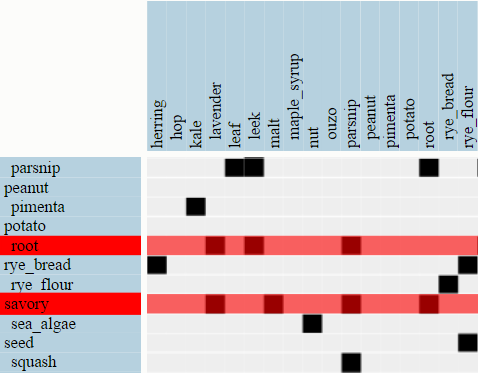 herring
hop
kale
lavender
leaf
leek
malt
maple_syrup
nut
ouzo
parsnip
peanut
pimenta
potato
root
rye_bread
rye_flour
parsnip
peanut
pimenta
potato
root
rye_bread
rye_flour
savory
sea_algae
seed
squash